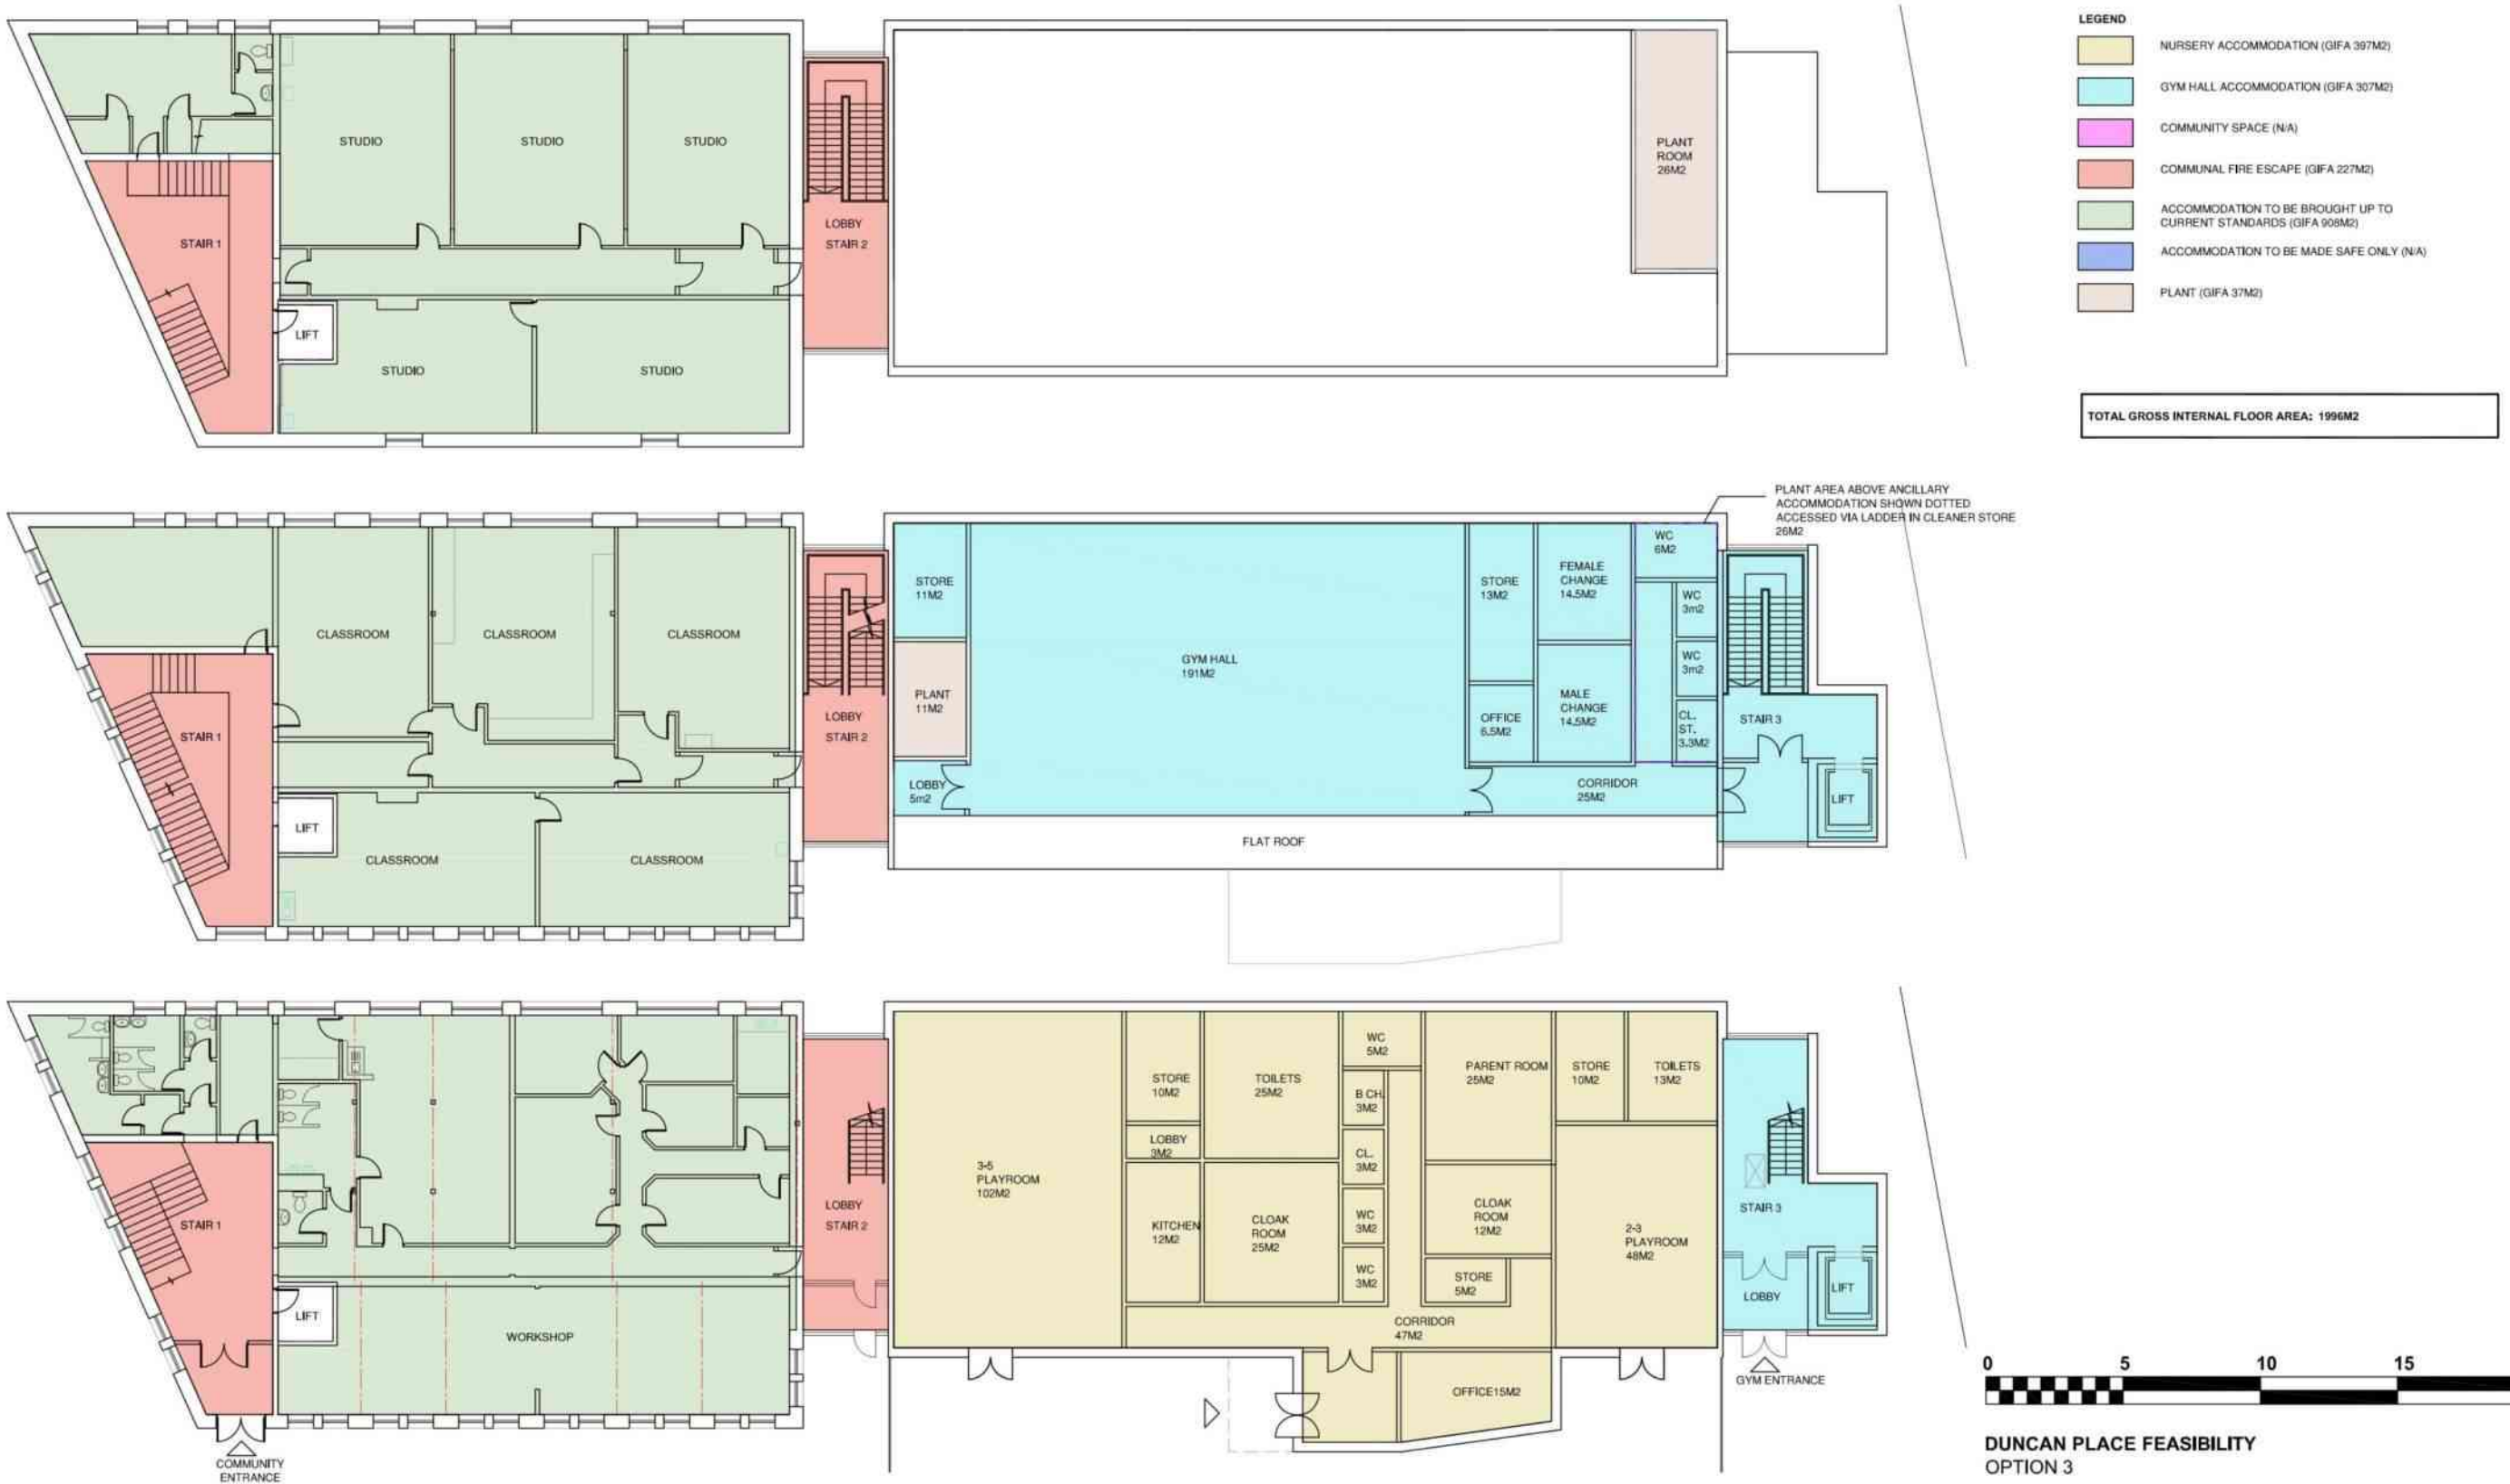 STUDIO
STUDIO
STUDIO
STAIR 1
LOBBY
STAIR 2
LIFT
STUDIO
STUDIO
PLANT
ROOM
26M2
LEGEND
NURSERY ACCOMMODATION (GIFA 397M2)
GYM HALL ACCOMMODATION (GIFA 307M2)
COMMUNITY SPACE (N/A)
COMMUNAL FIRE ESCAPE (GIFA 227M2)
ACCOMMODATION TO BE BROUGHT UP TO
CURRENT STANDARDS (GIFA 908M2)
ACCOMMODATION TO BE MADE SAFE ONLY (N/A)
PLANT (GIFA 37M2)
TOTAL GROSS INTERNAL FLOOR AREA: 1996M2
PLANT AREA ABOVE ANCILLARY
ACCOMMODATION SHOWN DOTTED
ACCESSED VIA LADDER IN CLEANER STORE
26M2
CLASSROOM
CLASSROOM
CLASSROOM
STAIR 1
LOBBY
STAIR 2
LIFT
CLASSROOM
CLASSROOM
STORE
11M2
PLANT
11M2
LOBBY
5m2
GYM HALL
191M2
STORE
13M2
OFFICE
6.5M2
FEMALE
CHANGE
14.5M2
MALE
CHANGE
14.5M2
WC
6M2
WC
3m2
WC
3m2
CL.
ST.
3.3M2
CORRIDOR
25M2
STAIR 3
LIFT
FLAT ROOF
STAIR 1
LOBBY
STAIR 2
LIFT
WORKSHOP
COMMUNITY
ENTRANCE
3-5
PLAYROOM
102M2
STORE
10M2
LOBBY
3M2
KITCHEN
12M2
TOILETS
25M2
CLOAK
ROOM
25M2
WC
5M2
B CH.
3M2
CL.
3M2
WC
3M2
WC
3M2
PARENT ROOM
25M2
CLOAK
ROOM
12M2
STORE
5M2
CORRIDOR
47M2
OFFICE15M2
STORE
10M2
TOILETS
13M2
2-3
PLAYROOM
48M2
STAIR 3
LOBBY
LIFT
GYM ENTRANCE
0 5 10 15
DUNCAN PLACE FEASIBILITY
OPTION 3